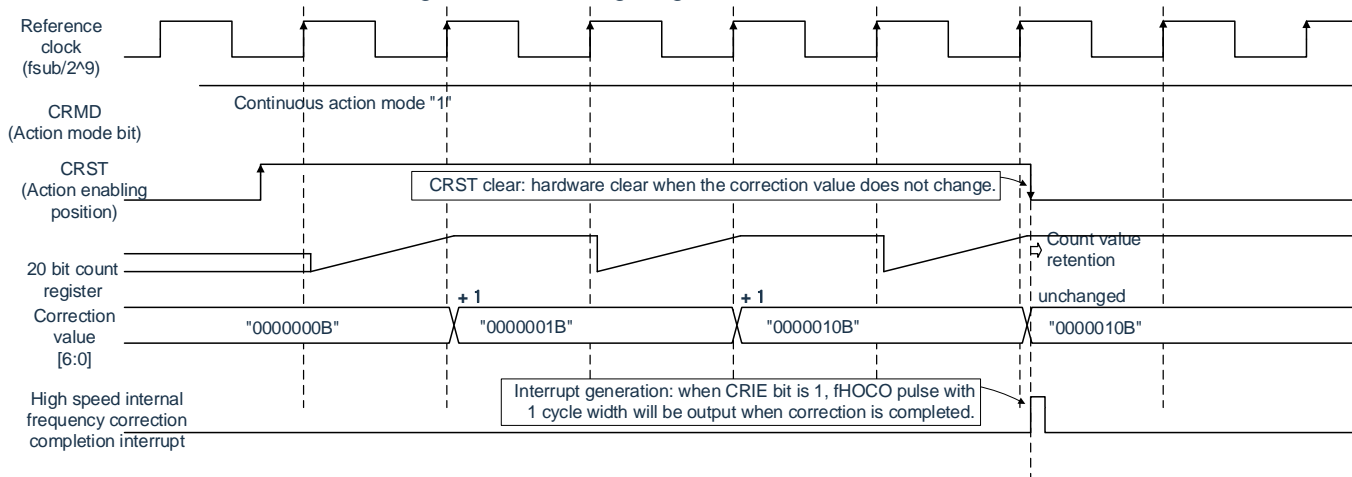 Reference
clock
(fsub/2^9)
Continuous action mode "1"
CRMD
(Action mode bit)
CRST
(Action enabling
position)
CRST clear: hardware clear when the correction value does not change.
Count value
retention
20 bit count
register
+ 1
+ 1
unchanged
Correction
value
[6:0]
"0000000B"
"0000001B"
"0000010B"
"0000010B"
Interrupt generation: when CRIE bit is 1, fHOCO pulse with
1 cycle width will be output when correction is completed.
High speed internal
frequency correction
completion interrupt